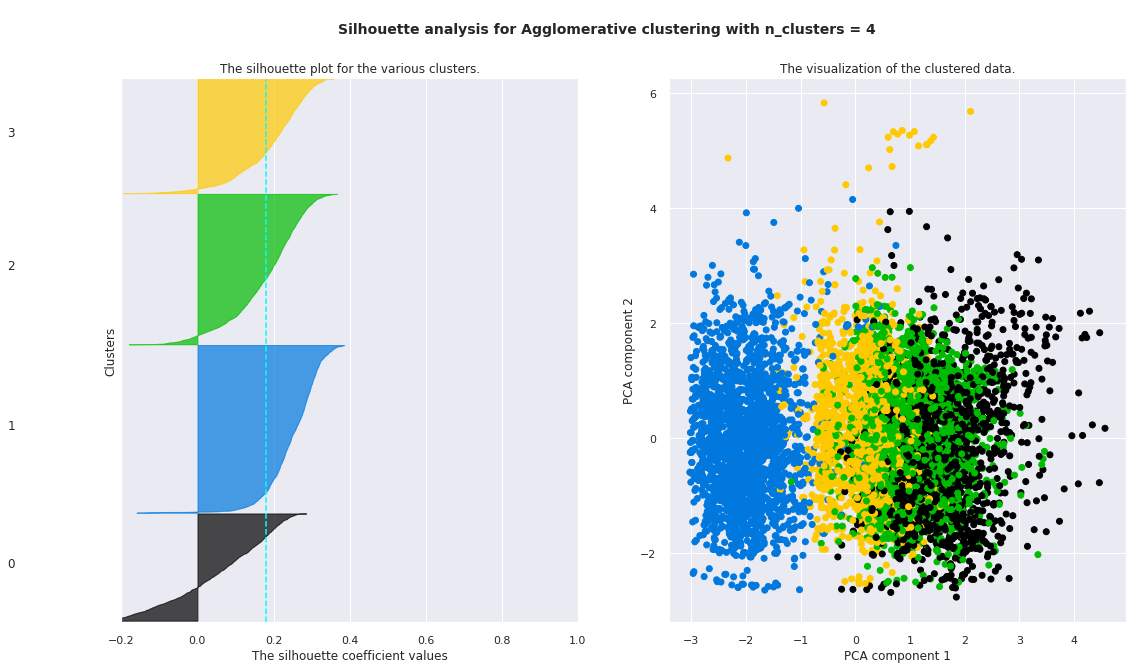 Silhouette analysis for Agglomerative clustering with n_clusters = 4
The silhouette plot for the various clusters.
3
2
1
0
Clusters
−0.2 0.0 0.2 0.4 0.6 0.8 1.0
The silhouette coefficient values
The visualization of the clustered data.
6
4
2
0
−2
PCA component 2
−3 −2 −1 0 1 2 3 4
PCA component 1